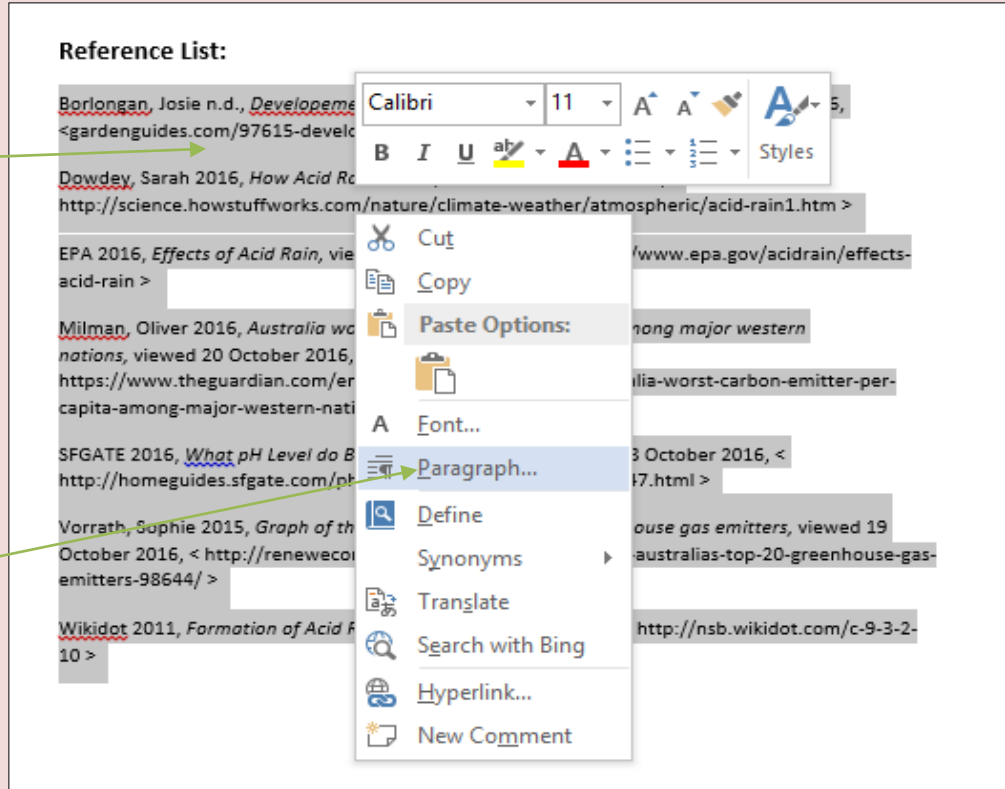 Reference List:
Borlongan, Josie n.d., Developeme 6,
<gardenguides.com/97615-develo
Dowdey, Sarah 2016, How Acid Ra
http://science.howstuffworks.com/nature/climate-weather/atmospheric/acid-rain1.htm >
EPA 2016, Effects of Acid Rain, vie /www.epa.gov/acidrain/effects-
acid-rain >
Milman, Oliver 2016, Australia wo mong major western
nations, viewed 20 October 2016,
https://www.theguardian.com/en lia-worst-carbon-emitter-per-
capita-among-major-western-nati
SFGATE 2016, What pH Level do B 3 October 2016, <
http://homeguides.sfgate.com/ph 47.html >
Vorrath, Sophie 2015, Graph of th ouse gas emitters, viewed 19
October 2016, < http://renewecon -australias-top-20-greenhouse-gas-
emitters-98644/ >
Wikidot 2011, Formation of Acid R http://nsb.wikidot.com/c-9-3-2-
10 >
Calibri 11 A A A
B I U aby A Styles
Cut
Copy
Paste Options:
A Font...
Paragraph...
Define
Synonyms
Translate
Search with Bing
Hyperlink...
New Comment